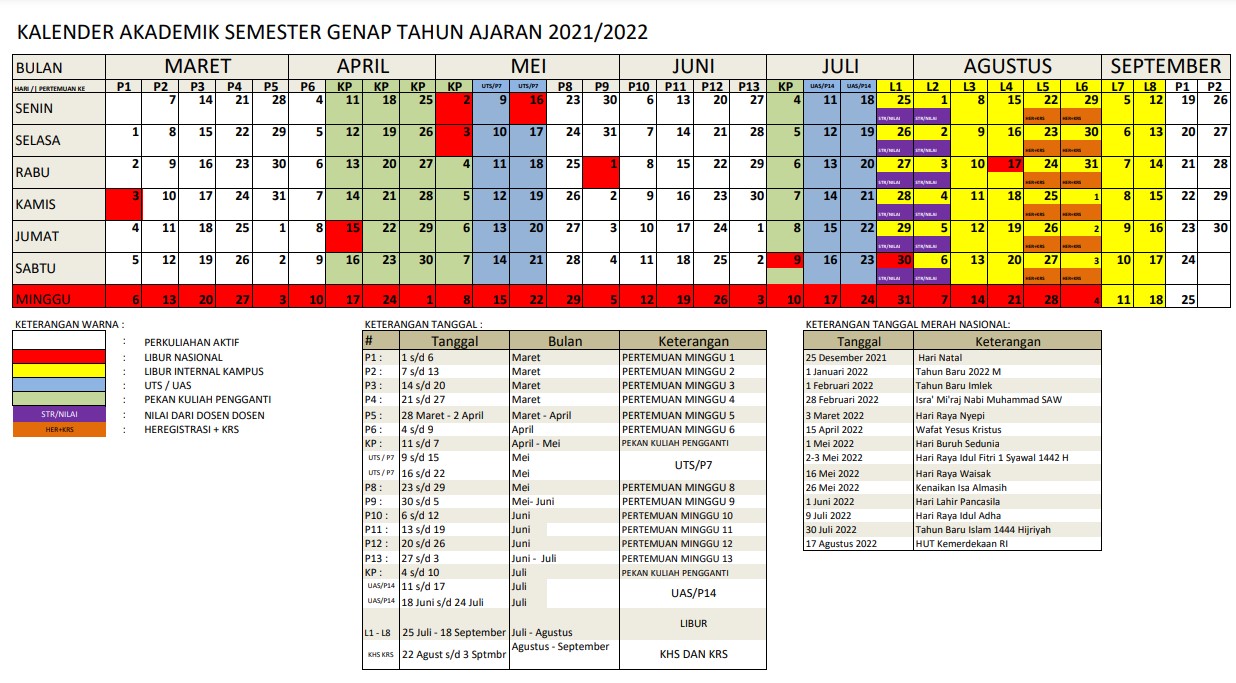 KALENDER AKADEMIK SEMESTER GENAP TAHUN AJARAN 2021/2022
BULAN MARET APRIL MEI JUNI JULI AGUSTUS SEPTEMBER
HARI /| PERTEMUAN KE P1 P2 P3 P4 P5 P6 KP KP KP KP UTS/P7 UTS/P7 P8 P9 P10 P11 P12 P13 KP UAS/P14 UAS/P14 L1 L2 L3 L4 L5 L6 L7 L8 P1 P2
SENIN 7 14 21 28 4 11 18 25 2 9 16 23 30 6 13 20 27 4 11 18 25 1 8 15 22 29 5 12 19 26
STR/NILAI STR/NILAI HER+KRS HER+KRS
SELASA 1 8 15 22 29 5 12 19 26 3 10 17 24 31 7 14 21 28 5 12 19 26 2 9 16 23 30 6 13 20 27
STR/NILAI STR/NILAI HER+KRS HER+KRS
RABU 2 9 16 23 30 6 13 20 27 4 11 18 25 1 8 15 22 29 6 13 20 27 3 10 17 24 31 7 14 21 28
STR/NILAI STR/NILAI HER+KRS HER+KRS
KAMIS 3 10 17 24 31 7 14 21 28 5 12 19 26 2 9 16 23 30 7 14 21 28 4 11 18 25 1 8 15 22 29
STR/NILAI STR/NILAI HER+KRS HER+KRS
JUMAT 4 11 18 25 1 8 15 22 29 6 13 20 27 3 10 17 24 1 8 15 22 29 5 12 19 26 2 9 16 23 30
STR/NILAI STR/NILAI HER+KRS HER+KRS
SABTU 5 12 19 26 2 9 16 23 30 7 14 21 28 4 11 18 25 2 9 16 23 30 6 13 20 27 3 10 17 24
STR/NILAI STR/NILAI HER+KRS HER+KRS
MINGGU 6 13 20 27 3 10 17 24 1 8 15 22 29 5 12 19 26 3 10 17 24 31 7 14 21 28 4 11 18 25
KETERANGAN WARNA :
: PERKULIAHAN AKTIF
: LIBUR NASIONAL
: LIBUR INTERNAL KAMPUS
: UTS / UAS
: PEKAN KULIAH PENGGANTI
STR/NILAI : NILAI DARI DOSEN DOSEN
HER+KRS : HEREGISTRASI + KRS
KETERANGAN TANGGAL :
# Tanggal Bulan Keterangan
P1 : 1 s/d 6 Maret PERTEMUAN MINGGU 1
P2 : 7 s/d 13 Maret PERTEMUAN MINGGU 2
P3 : 14 s/d 20 Maret PERTEMUAN MINGGU 3
P4 : 21 s/d 27 Maret PERTEMUAN MINGGU 4
P5 : 28 Maret - 2 April Maret - April PERTEMUAN MINGGU 5
P6 : 4 s/d 9 April PERTEMUAN MINGGU 6
KP : 11 s/d 7 April - Mei PEKAN KULIAH PENGGANTI
UTS / P7 9 s/d 15 Mei
UTS/P7
UTS / P7 16 s/d 22 Mei
P8 : 23 s/d 29 Mei PERTEMUAN MINGGU 8
P9 : 30 s/d 5 Mei- Juni PERTEMUAN MINGGU 9
P10 : 6 s/d 12 Juni PERTEMUAN MINGGU 10
P11 : 13 s/d 19 Juni PERTEMUAN MINGGU 11
P12 : 20 s/d 26 Juni PERTEMUAN MINGGU 12
P13 : 27 s/d 3 Juni - Juli PERTEMUAN MINGGU 13
KP : 4 s/d 10 Juli PEKAN KULIAH PENGGANTI
UAS/P14 11 s/d 17 Juli
UAS/P14
UAS/P14 18 Juni s/d 24 Juli Juli
LIBUR
L1 - L8 25 Juli - 18 September Juli - Agustus
KHS KRS 22 Agust s/d 3 Sptmbr Agustus - September KHS DAN KRS
KETERANGAN TANGGAL MERAH NASIONAL:
Tanggal Keterangan
25 Desember 2021 Hari Natal
1 Januari 2022 Tahun Baru 2022 M
1 Februari 2022 Tahun Baru Imlek
28 Februari 2022 Isra' Mi'raj Nabi Muhammad SAW
3 Maret 2022 Hari Raya Nyepi
15 April 2022 Wafat Yesus Kristus
1 Mei 2022 Hari Buruh Sedunia
2-3 Mei 2022 Hari Raya Idul Fitri 1 Syawal 1442 H
16 Mei 2022 Hari Raya Waisak
26 Mei 2022 Kenaikan Isa Almasih
1 Juni 2022 Hari Lahir Pancasila
9 Juli 2022 Hari Raya Idul Adha
30 Juli 2022 Tahun Baru Islam 1444 Hijriyah
17 Agustus 2022 HUT Kemerdekaan RI